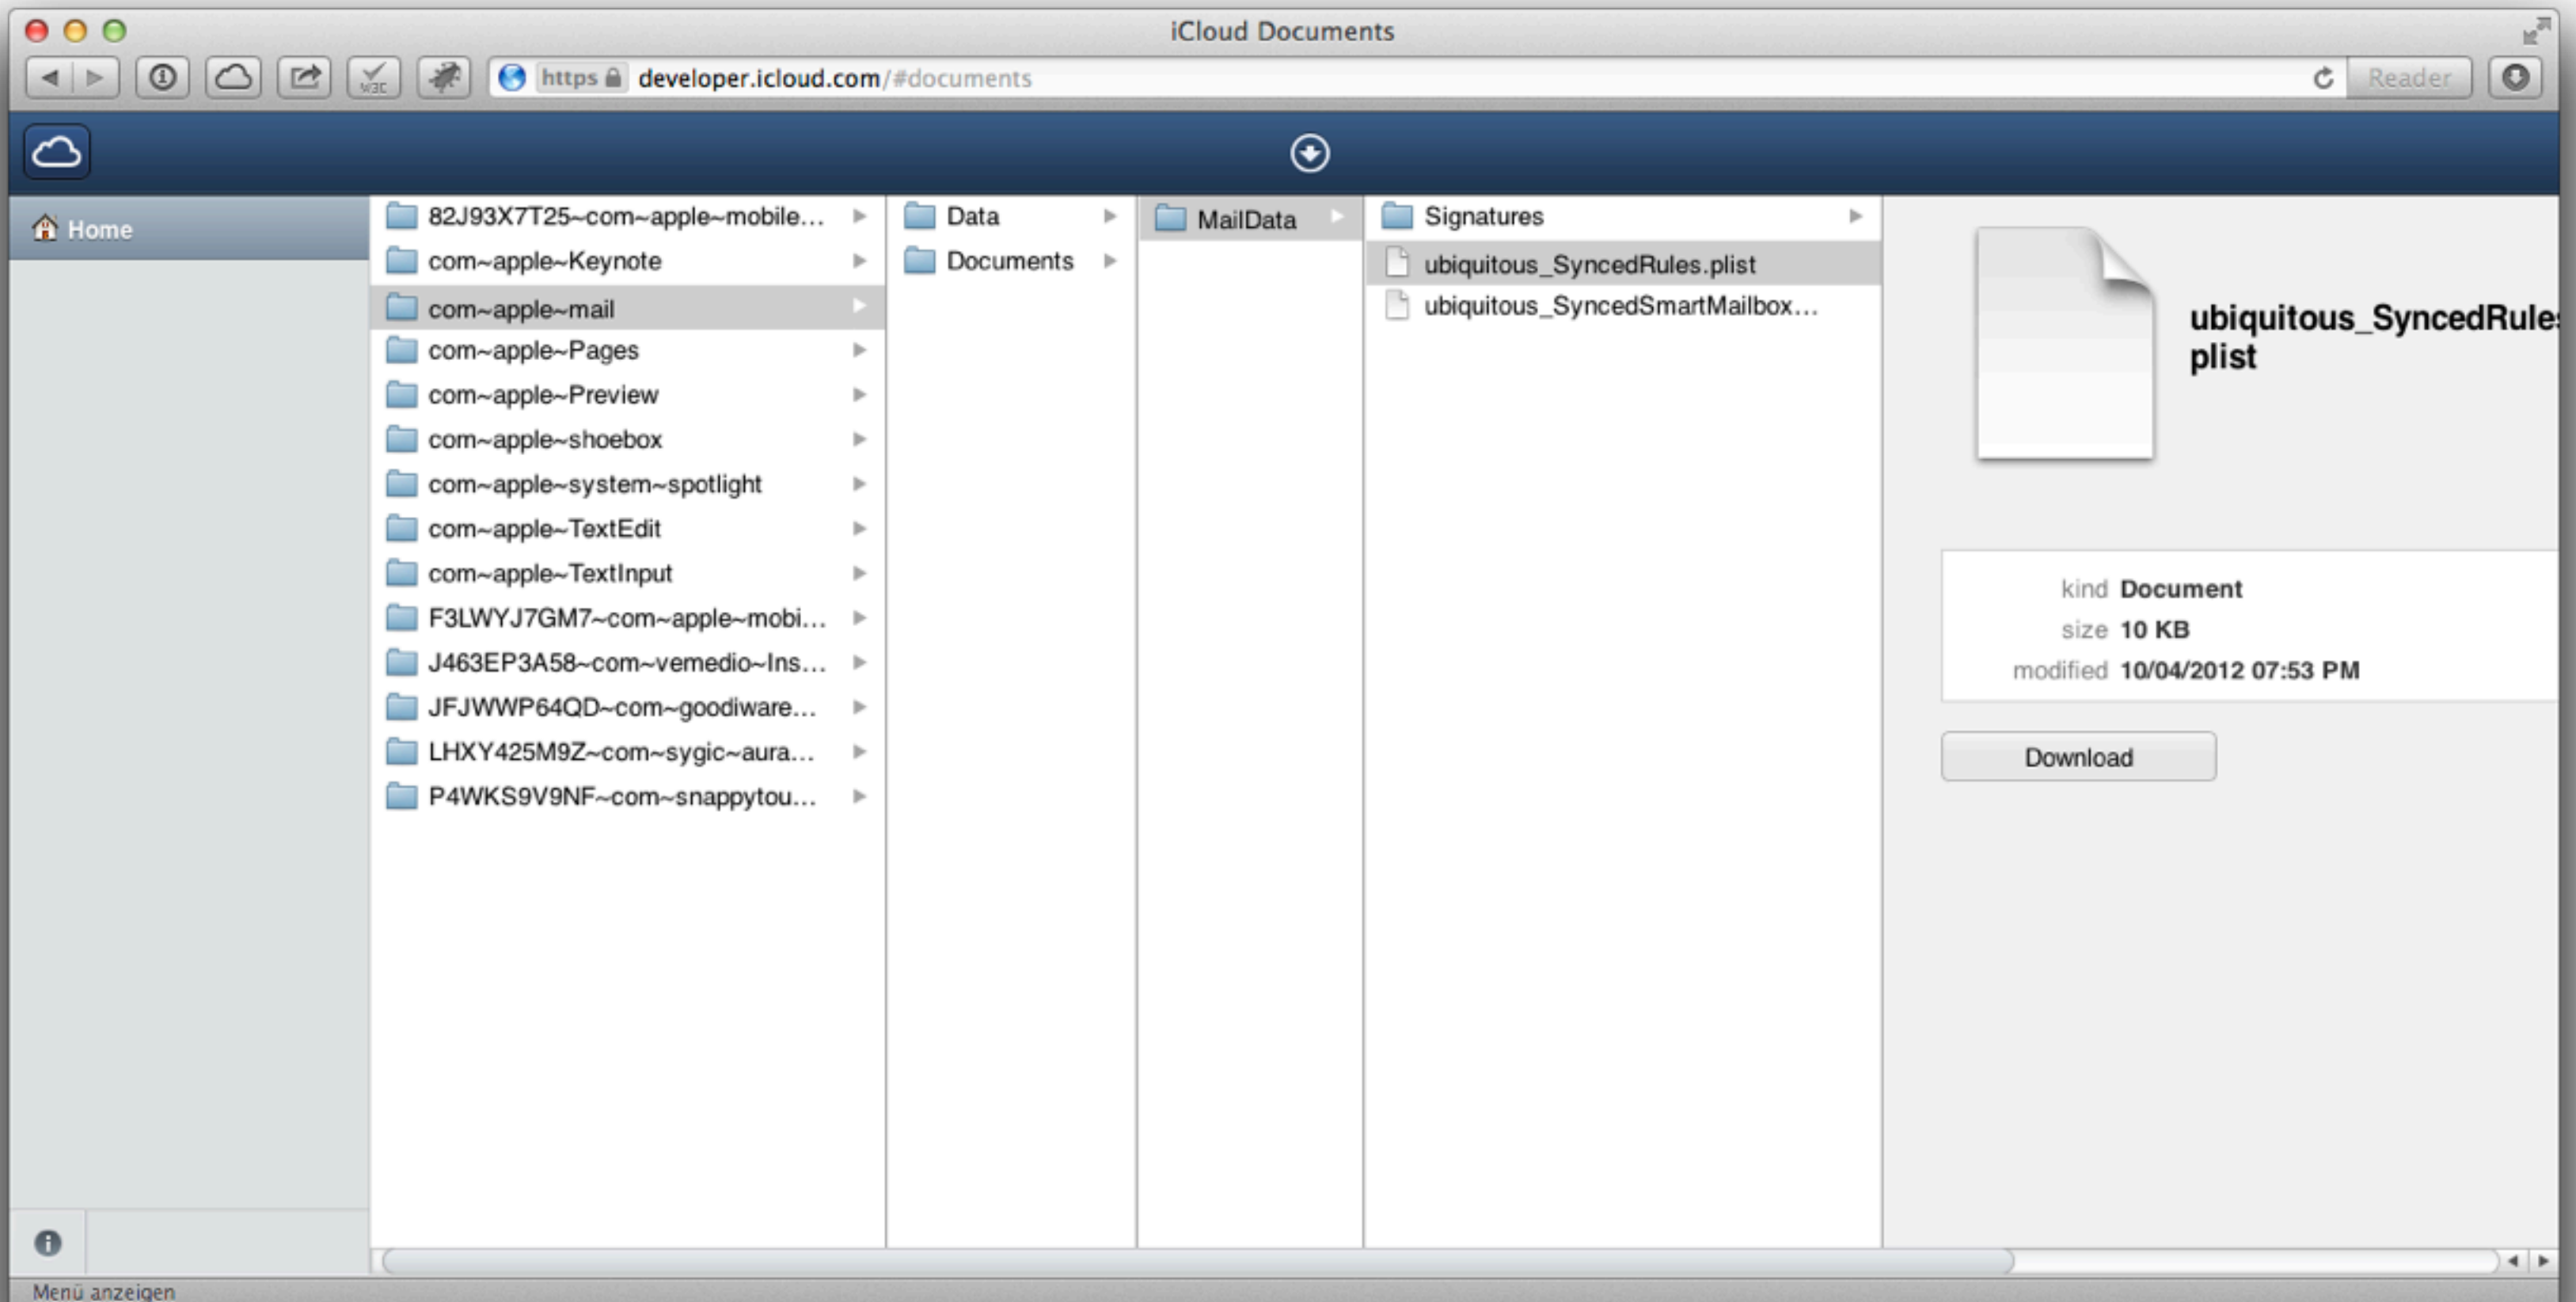 iCloud Documents
W3C
https developer.icloud.com/#documents
Reader
Home
82J93X7T25~com~apple~mobile...
com~apple~Keynote
com~apple~mail
com~apple~Pages
com~apple~Preview
com~apple~shoebox
com~apple~system~spotlight
com~apple~TextEdit
com~apple~TextInput
F3LWYJ7GM7~com~apple~mobi...
J463EP3A58~com~vemedio~Ins...
JFJWWP64QD~com~goodiware...
LHXY425M9Z~com~sygic~aura...
P4WKS9V9NF~com~snappytou...
Data
Documents
MailData
Signatures
ubiquitous_SyncedRules.plist
ubiquitous_SyncedSmartMailbox...
ubiquitous_SyncedRules
plist
kind Document
size 10 KB
modified 10/04/2012 07:53 PM
Download
Menü anzeigen